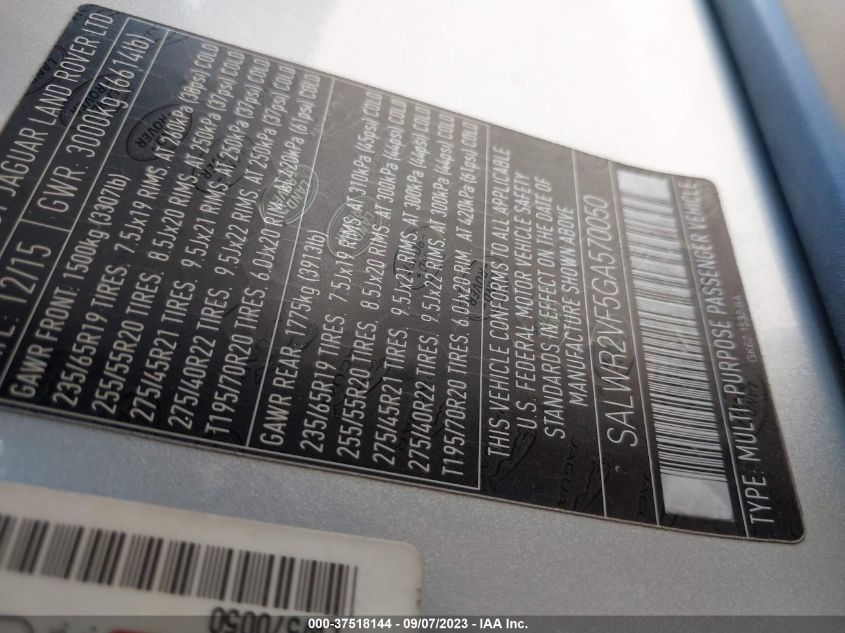 BY JAGUAR LAND ROVER LTD
12/15 GWR: 3000kg (6614lb)
GAWR FRONT: 1500kg (3307lb)
235/65R19 TIRES, 7.5Jx19 RIMS AT 260kPa (38psi) COLD
255/55R20 TIRES, 8.5Jx20 RIMS AT 250kPa (37psi) COLD
275/45R21 TIRES, 9.5Jx21 RIMS AT 250kPa (37psi) COLD
275/40R22 TIRES, 9.5Jx22 RIMS AT 250kPa (37psi) COLD
T195/70R20 TIRES, 6.0Jx20 RIMS AT 420kPa (61psi) COLD
GAWR REAR: 1775kg (3913lb)
235/65R19 TIRES, 7.5Jx19 RIMS, AT 310kPa (45psi) COLD
255/55R20 TIRES, 8.5Jx20 RIMS AT 300kPa (44psi) COLD
275/45R21 TIRES, 9.5Jx21 RIMS, AT 300kPa (44psi) COLD
275/40R22 TIRES, 9.5Jx22 RIMS, AT 300kPa (44psi) COLD
T195/70R20 TIRES, 6.0Jx20 RIMS, AT 420kPa (61psi) COLD
THIS VEHICLE CONFORMS TO ALL APPLICABLE
U.S. FEDERAL MOTOR VEHICLE SAFETY
STANDARDS IN EFFECT ON THE DATE OF
MANUFACTURE SHOWN ABOVE
SALWR2VF5GA570050
TYPE: MULTI-PURPOSE PASSENGER VEHICLE
570050
000-37518144 - 09/07/2023 - IAA Inc.